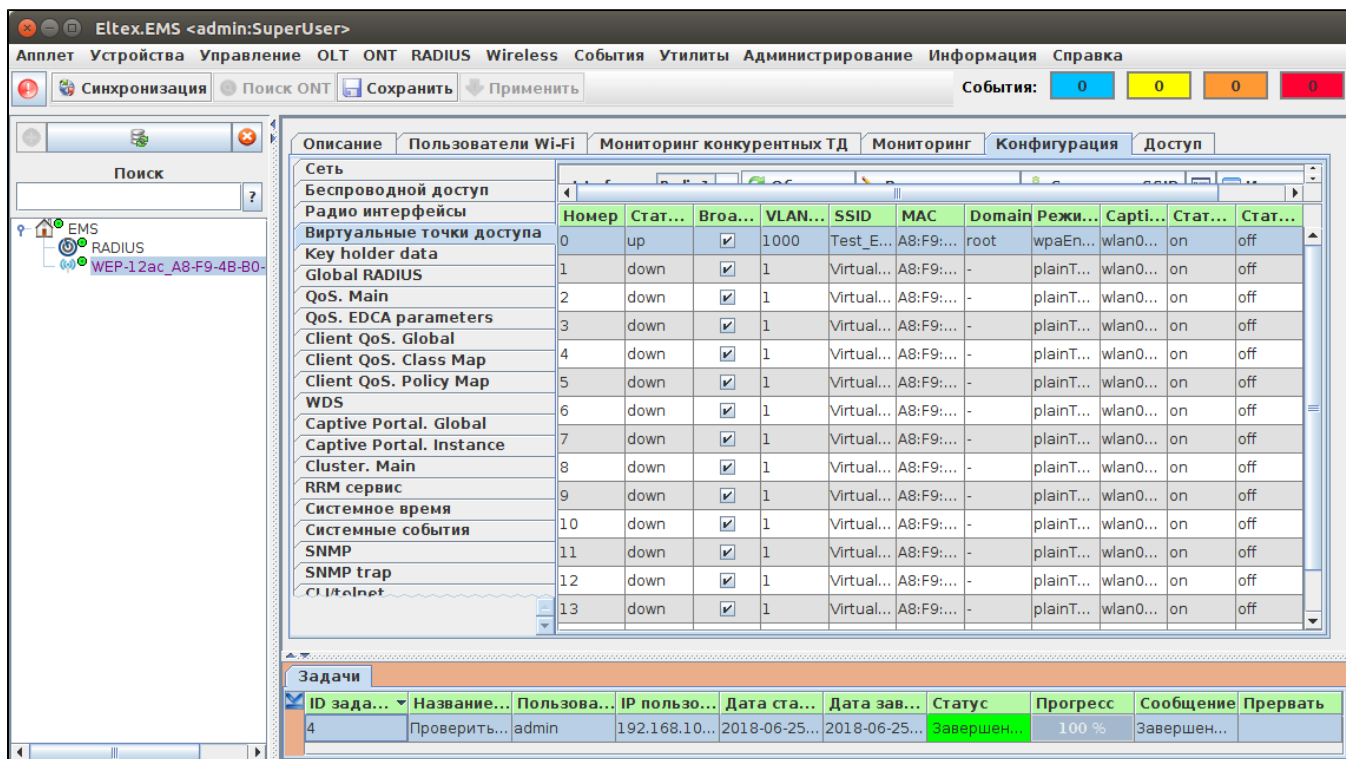 Eltex.EMS <admin:SuperUser>
Апплет Устройства Управление OLT ONT RADIUS Wireless События Утилиты Администрирование Информация Справка
Синхронизация Поиск ONT Сохранить Применить События: 0 0 0 0
Поиск
?
EMS
RADIUS
WEP-12ac_A8-F9-4B-B0-
Описание Пользователи Wi-Fi Мониторинг конкурентных ТД Мониторинг Конфигурация Доступ
Сеть
Беспроводной доступ
Радио интерфейсы
Виртуальные точки доступа
Key holder data
Global RADIUS
QoS. Main
QoS. EDCA parameters
Client QoS. Global
Client QoS. Class Map
Client QoS. Policy Map
WDS
Captive Portal. Global
Captive Portal. Instance
Cluster. Main
RRM сервис
Системное время
Системные события
SNMP
SNMP trap
CLI/telnet
Номер Стат... Broa... VLAN... SSID MAC Domain Режи... Capti... Стат... Стат...
0 up 1000 Test_E... A8:F9:... root wpaEn... wlan0... on off
1 down 1 Virtual... A8:F9:... - plainT... wlan0... on off
2 down 1 Virtual... A8:F9:... - plainT... wlan0... on off
3 down 1 Virtual... A8:F9:... - plainT... wlan0... on off
4 down 1 Virtual... A8:F9:... - plainT... wlan0... on off
5 down 1 Virtual... A8:F9:... - plainT... wlan0... on off
6 down 1 Virtual... A8:F9:... - plainT... wlan0... on off
7 down 1 Virtual... A8:F9:... - plainT... wlan0... on off
8 down 1 Virtual... A8:F9:... - plainT... wlan0... on off
9 down 1 Virtual... A8:F9:... - plainT... wlan0... on off
10 down 1 Virtual... A8:F9:... - plainT... wlan0... on off
11 down 1 Virtual... A8:F9:... - plainT... wlan0... on off
12 down 1 Virtual... A8:F9:... - plainT... wlan0... on off
13 down 1 Virtual... A8:F9:... - plainT... wlan0... on off
Задачи
ID зада... Название... Пользова... IP пользо... Дата ста... Дата зав... Статус Прогресс Сообщение Прервать
4 Проверить... admin 192.168.10... 2018-06-25... 2018-06-25... Завершен... 100 % Завершен...